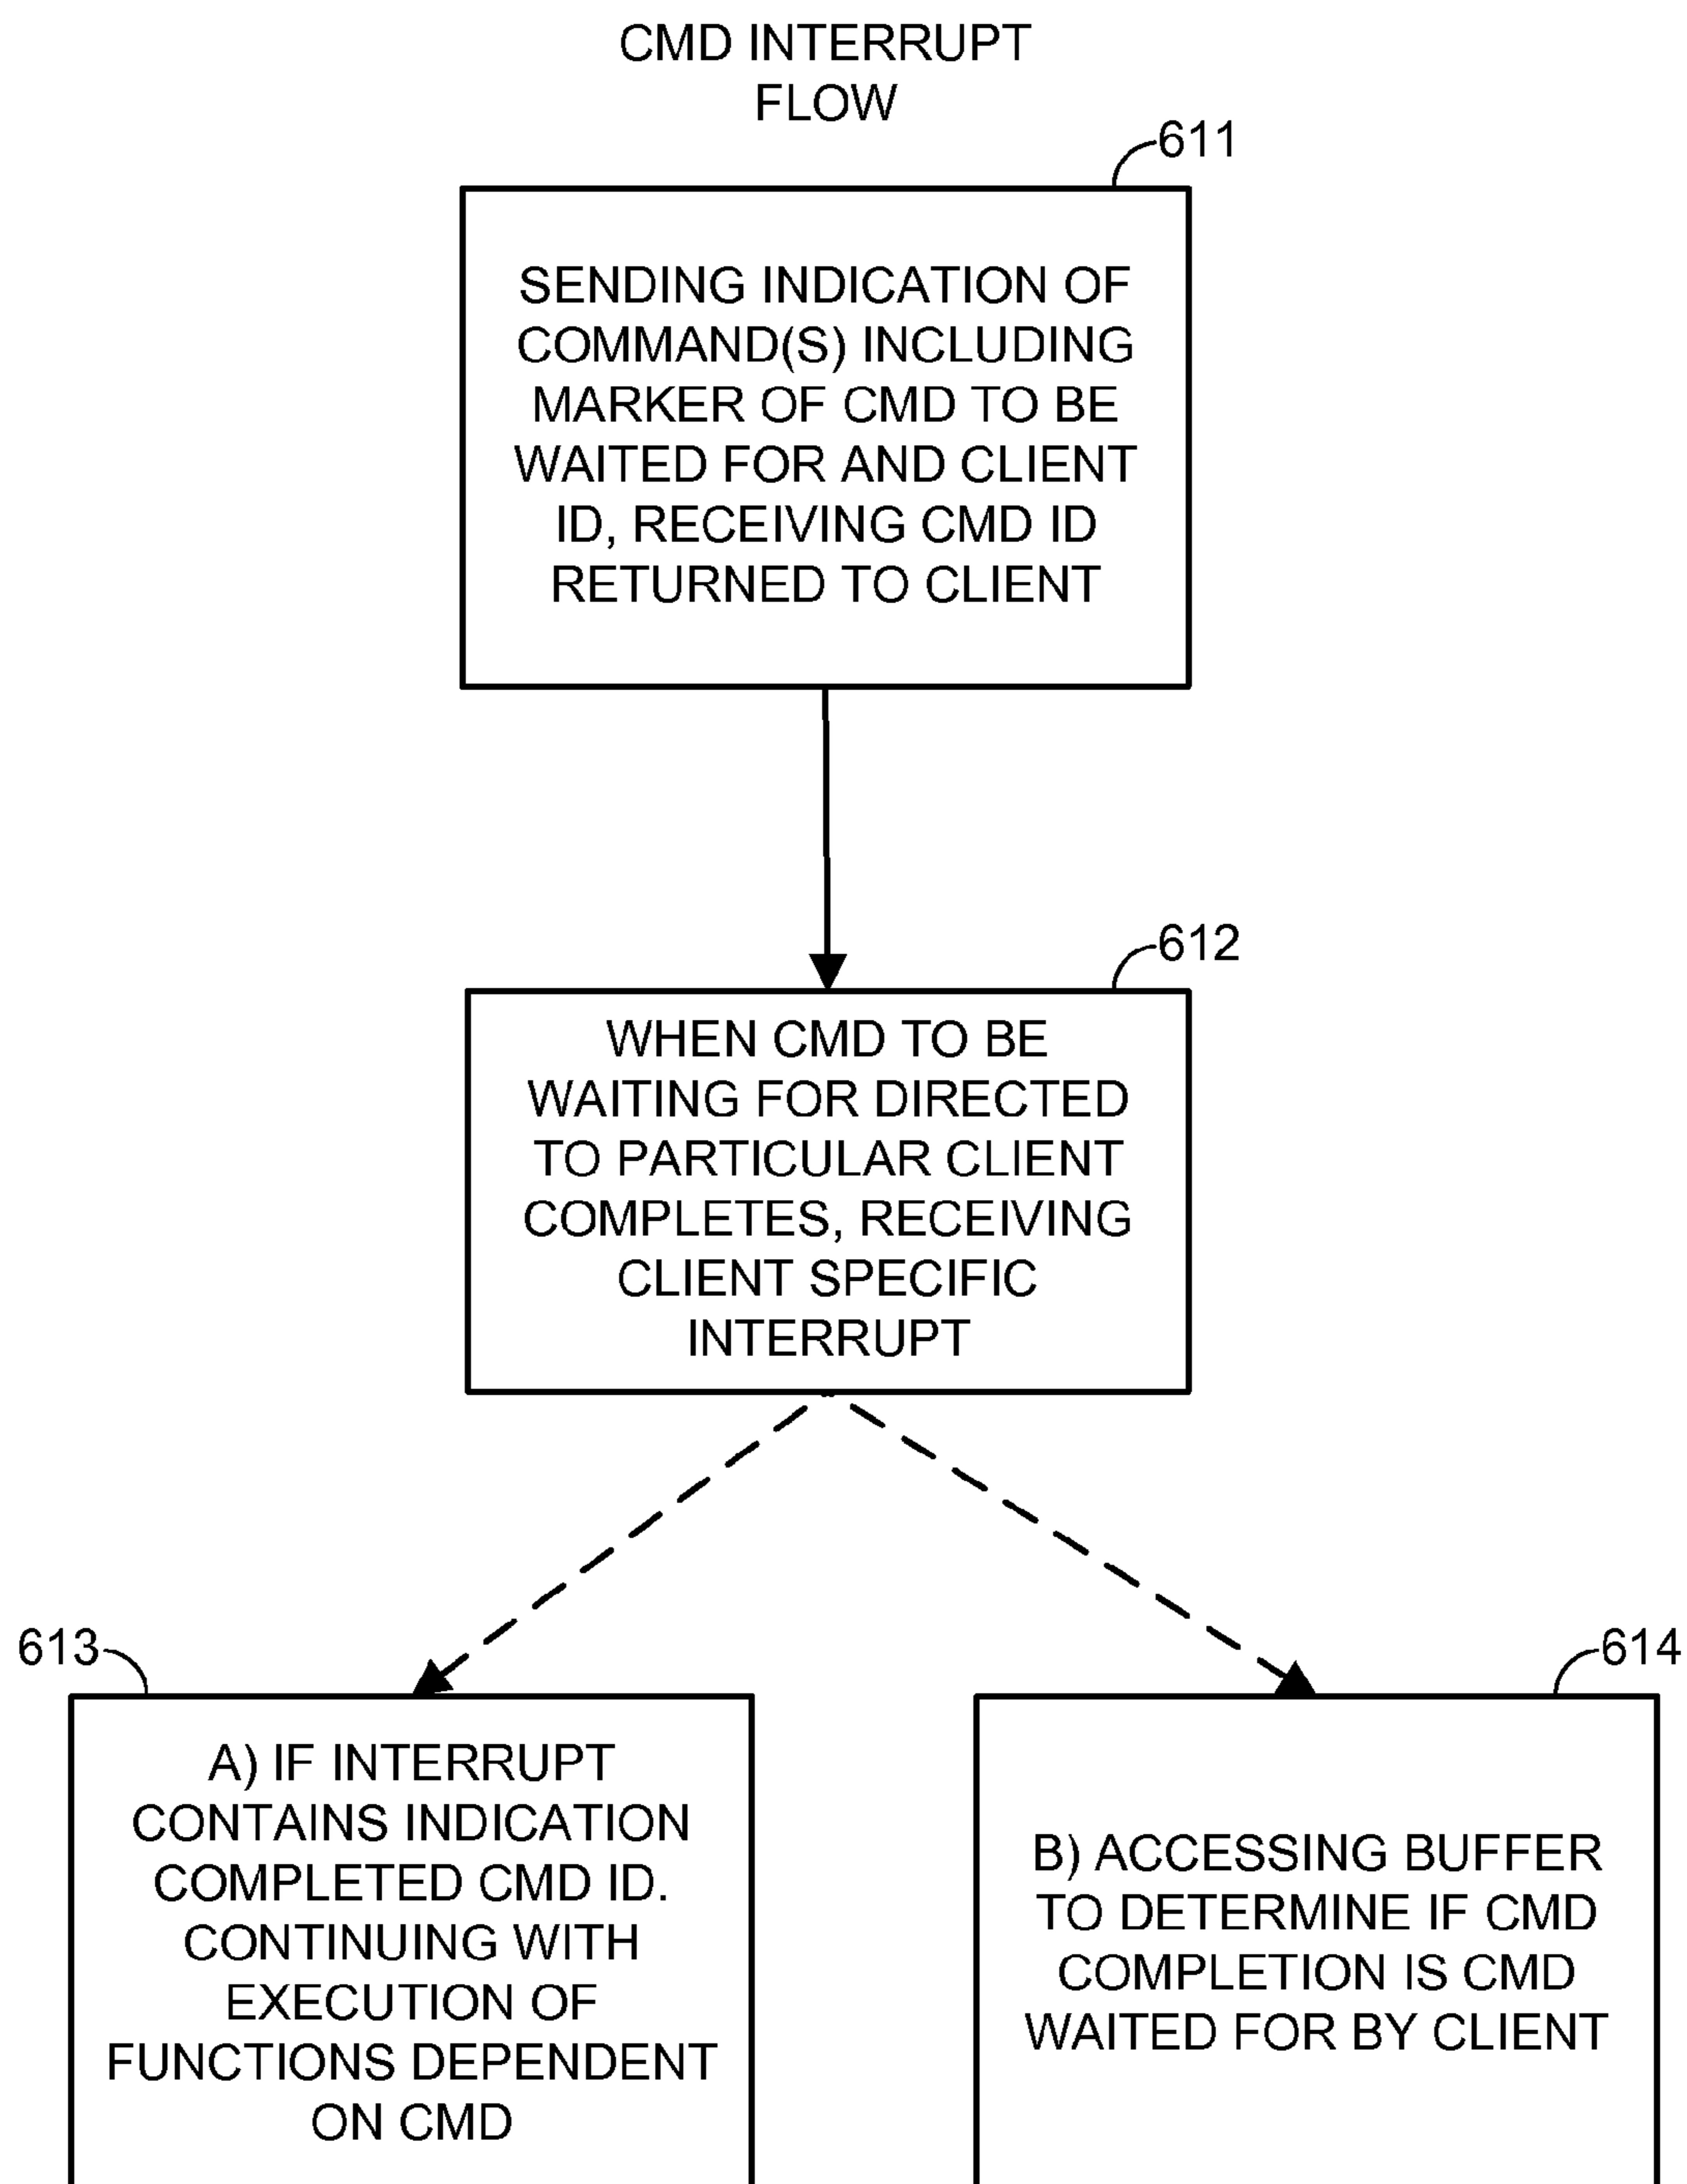 CMD INTERRUPT
FLOW
611
SENDING INDICATION OF
COMMAND(S) INCLUDING
MARKER OF CMD TO BE
WAITED FOR AND CLIENT
ID, RECEIVING CMD ID
RETURNED TO CLIENT
612
WHEN CMD TO BE
WAITING FOR DIRECTED
TO PARTICULAR CLIENT
COMPLETES, RECEIVING
CLIENT SPECIFIC
INTERRUPT
613
A) IF INTERRUPT
CONTAINS INDICATION
COMPLETED CMD ID.
CONTINUING WITH
EXECUTION OF
FUNCTIONS DEPENDENT
ON CMD
614
B) ACCESSING BUFFER
TO DETERMINE IF CMD
COMPLETION IS CMD
WAITED FOR BY CLIENT